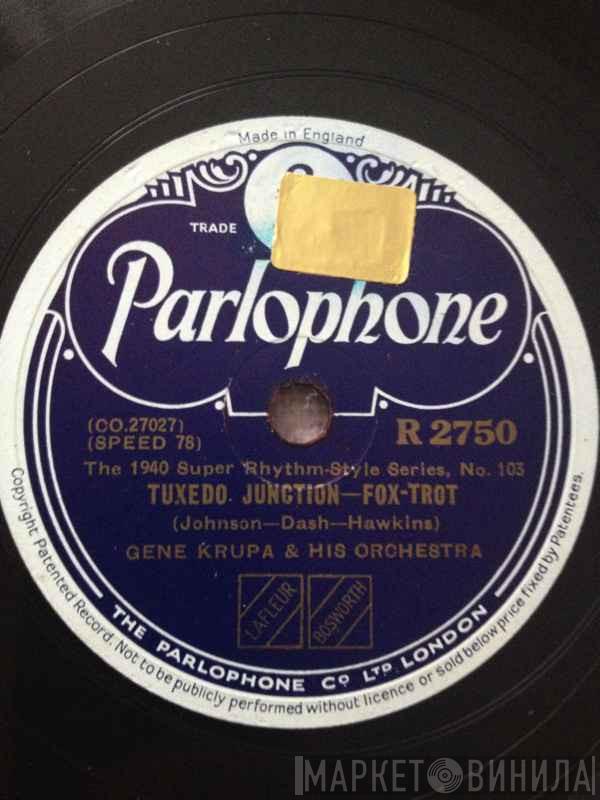 Made in England
TRADE
Parlophone
(CO.27027)
(SPEED 78)
R 2750
The 1940 Super Rhythm-Style Series, No. 103
TUXEDO JUNCTION—FOX-TROT
(Johnson—Dash—Hawkins)
GENE KRUPA & HIS ORCHESTRA
LAFLEUR
BOSWORTH
THE PARLOPHONE CO LTD. LONDON
Copyright Patented Record. Not to be publicly performed without licence or sold below price fixed by Patentees.
МАРКЕТ ВИНИЛА